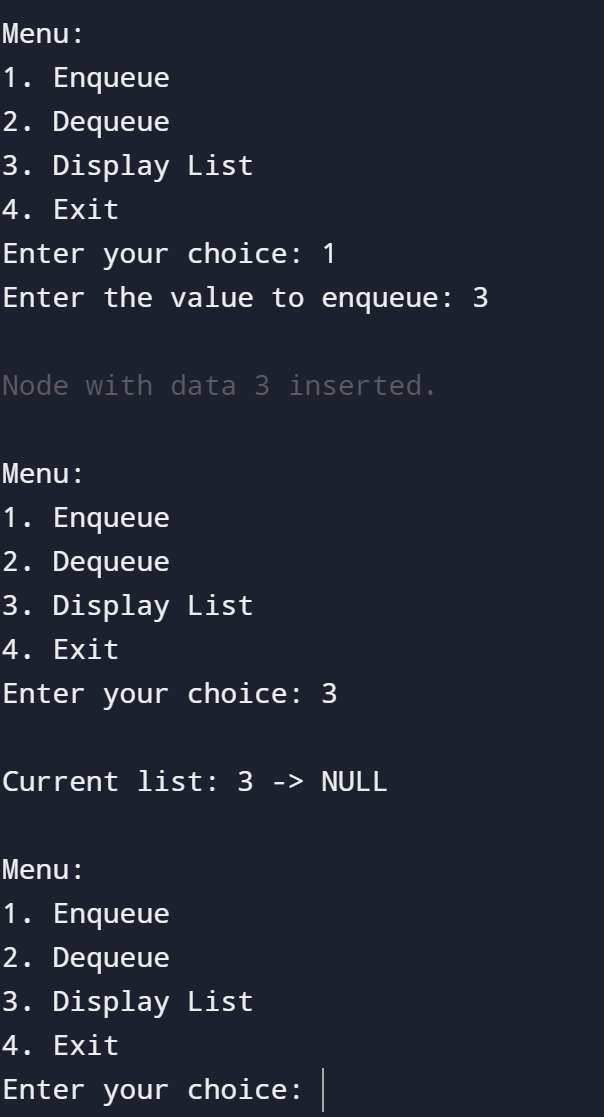 Menu:
1. Enqueue
2. Dequeue
3. Display List
4. Exit
Enter your choice: 1
Enter the value to enqueue: 3
Node with data 3 inserted.
Menu:
1. Enqueue
2. Dequeue
3. Display List
4. Exit
Enter your choice: 3
Current list: 3 -> NULL
Menu:
1. Enqueue
2. Dequeue
3. Display List
4. Exit
Enter your choice: